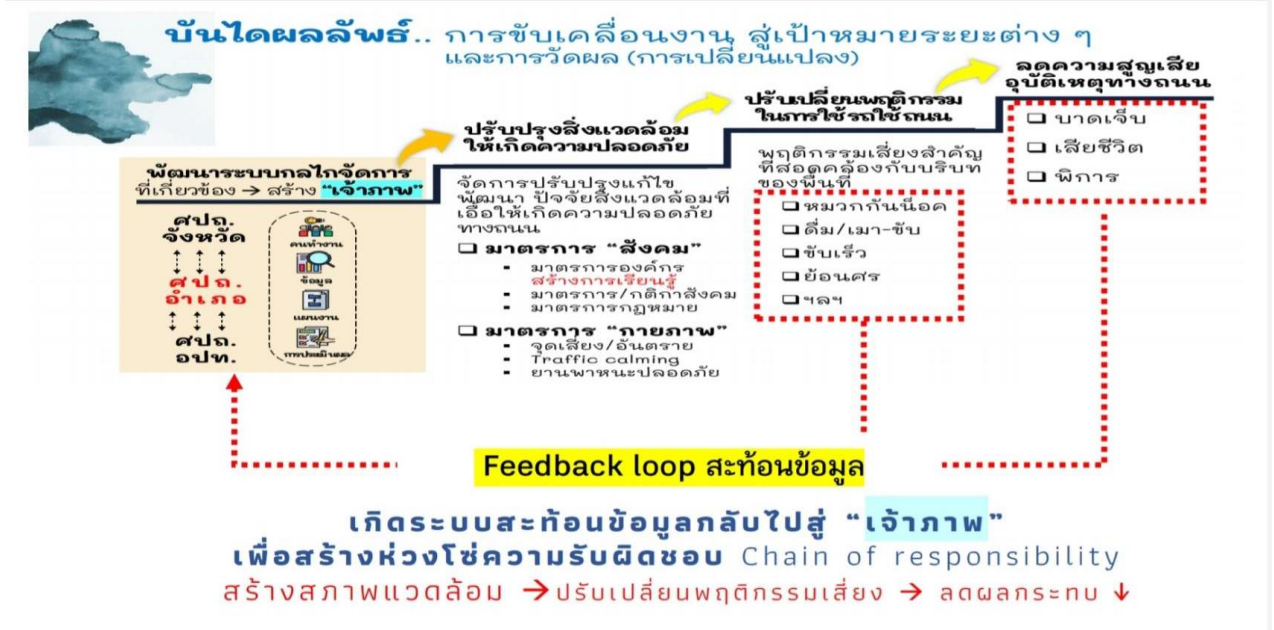 บันไดผลลัพธ์.. การขับเคลื่อนงาน สู่เป้าหมายระยะต่าง ๆ
และการวัดผล (การเปลี่ยนแปลง)
พัฒนาระบบกลไกจัดการ
ที่เกี่ยวข้อง → สร้าง “เจ้าภาพ”
ศปถ.
จังหวัด
ศปถ.
อำเภอ
ศปถ.
อปท.
คนทำงาน
ข้อมูล
แผนงาน
การประเมินผล
ปรับปรุงสิ่งแวดล้อม
ให้เกิดความปลอดภัย
จัดการปรับปรุงแก้ไข
พัฒนา ปัจจัยสิ่งแวดล้อมที่
เอื้อให้เกิดความปลอดภัย
ทางถนน
❑ มาตรการ “สังคม”
▪ มาตรการองค์กร
สร้างการเรียนรู้
▪ มาตรการ/กติกาสังคม
▪ มาตรการกฎหมาย
❑ มาตรการ “กายภาพ”
▪ จุดเสี่ยง/อันตราย
▪ Traffic calming
▪ ยานพาหนะปลอดภัย
ปรับเปลี่ยนพฤติกรรม
ในการใช้รถใช้ถนน
พฤติกรรมเสี่ยงสำคัญ
ที่สอดคล้องกับบริบท
ของพื้นที่
❑ หมวกกันน็อค
❑ ดื่ม/เมา-ขับ
❑ ขับเร็ว
❑ ย้อนศร
❑ ฯลฯ
ลดความสูญเสีย
อุบัติเหตุทางถนน
❑ บาดเจ็บ
❑ เสียชีวิต
❑ พิการ
Feedback loop สะท้อนข้อมูล
เกิดระบบสะท้อนข้อมูลกลับไปสู่ “เจ้าภาพ”
เพื่อสร้างห่วงโซ่ความรับผิดชอบ Chain of responsibility
สร้างสภาพแวดล้อม →ปรับเปลี่ยนพฤติกรรมเสี่ยง → ลดผลกระทบ ↓